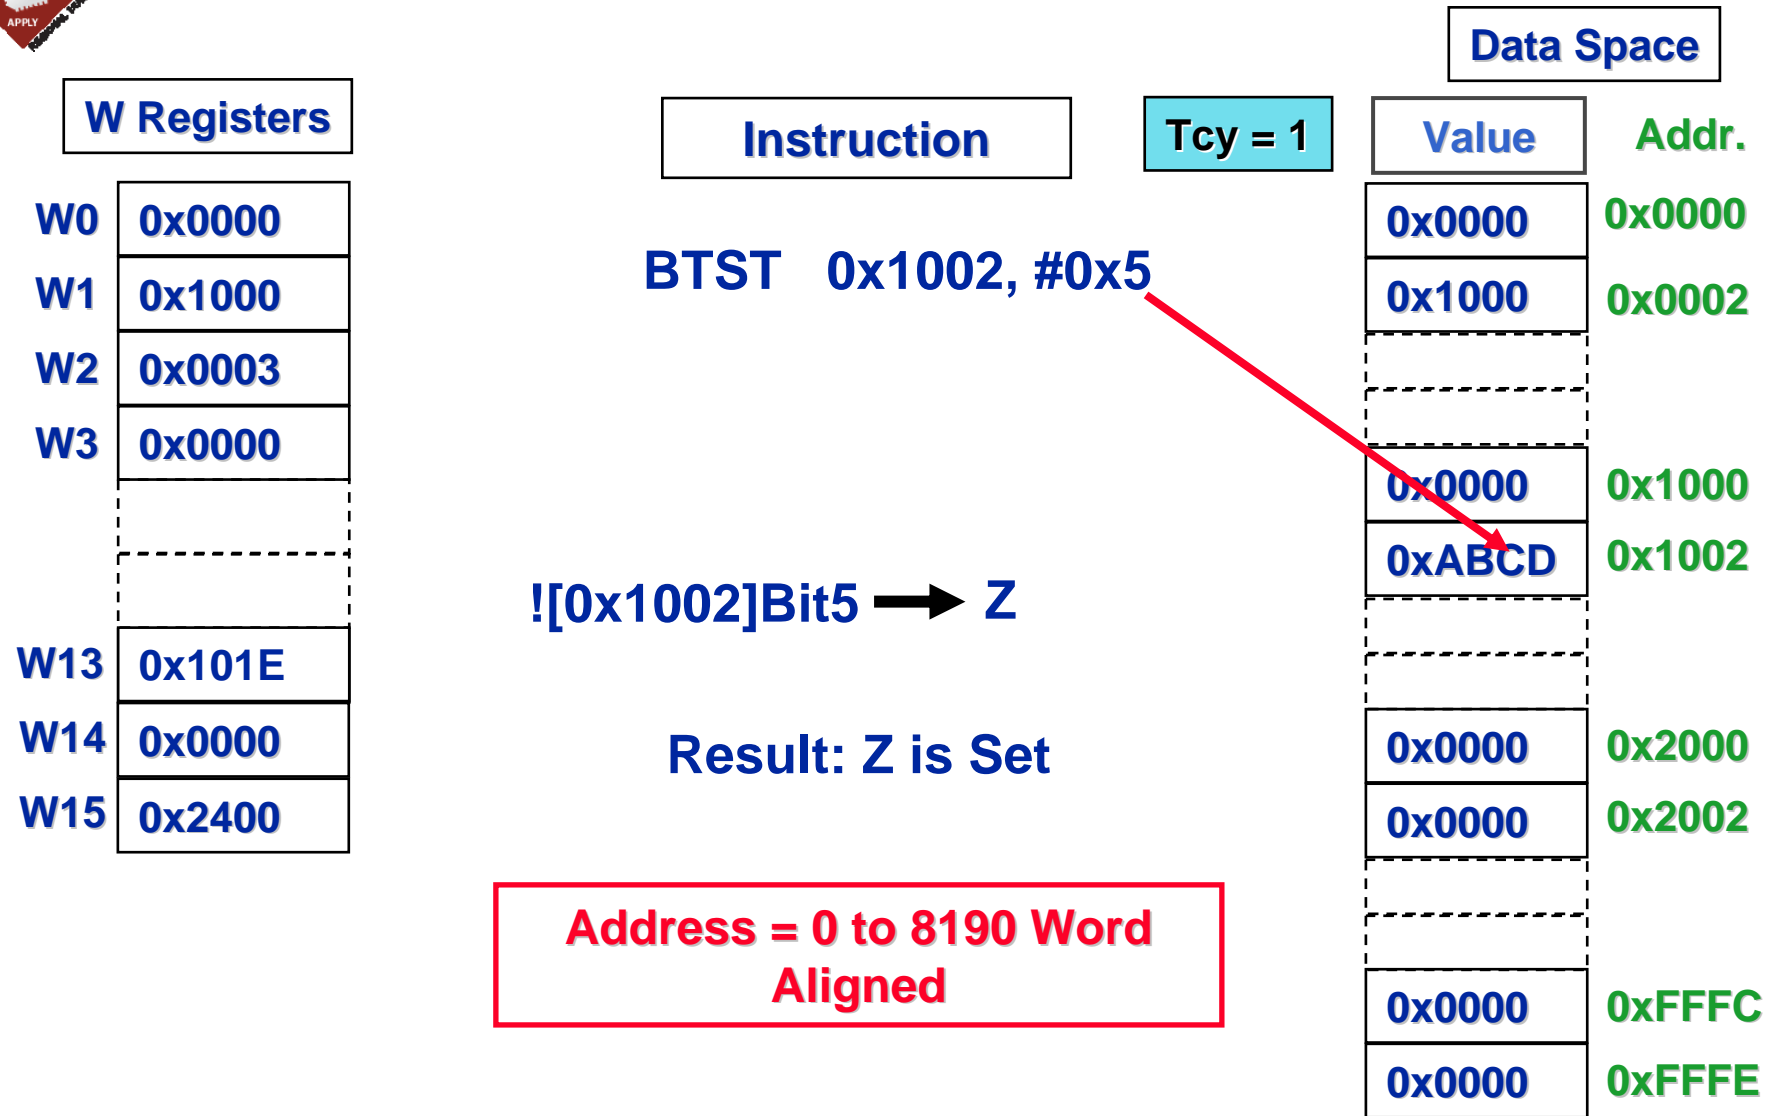 APPLY
Data Space
W Registers
Instruction
Tcy = 1
Value
Addr.
W0 0x0000
W1 0x1000
W2 0x0003
W3 0x0000
W13 0x101E
W14 0x0000
W15 0x2400
BTST 0x1002, #0x5
![0x1002]Bit5 Z
Result: Z is Set
Address = 0 to 8190 Word
Aligned
0x0000 0x0000
0x1000 0x0002
0x0000 0x1000
0xABCD 0x1002
0x0000 0x2000
0x0000 0x2002
0x0000 0xFFFC
0x0000 0xFFFE